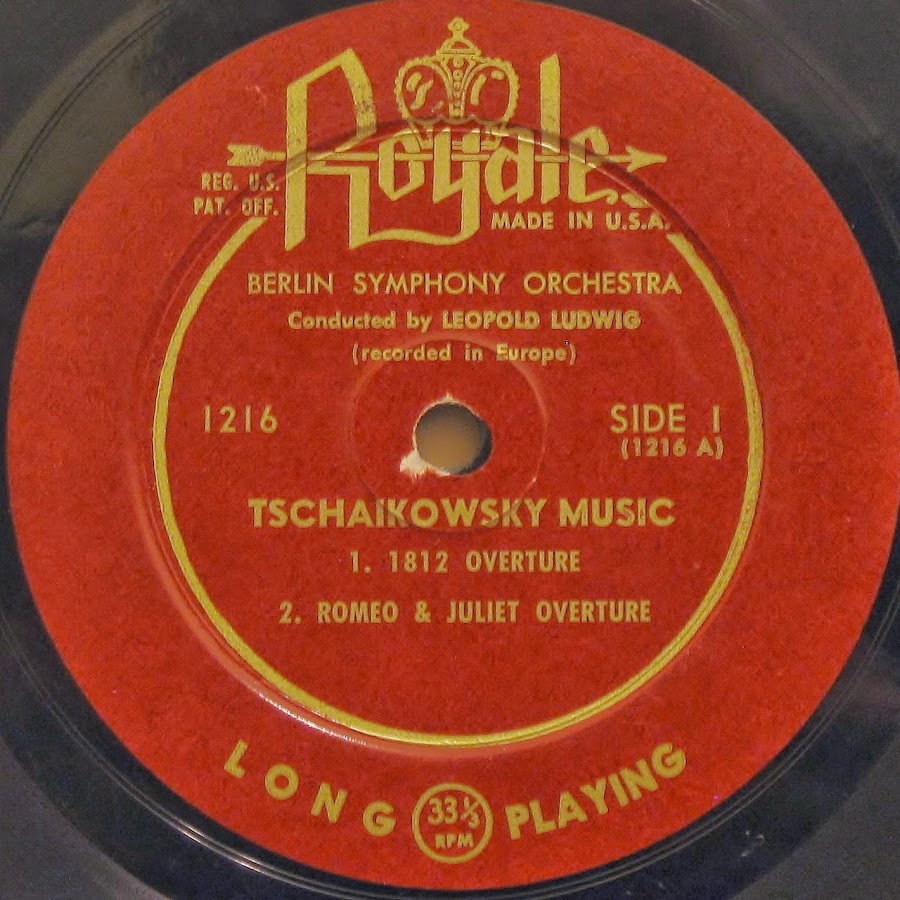 Royale
REG. U.S.
PAT. OFF.
MADE IN U.S.A.
BERLIN SYMPHONY ORCHESTRA
Conducted by LEOPOLD LUDWIG
(recorded in Europe)
1216
SIDE 1
(1216 A)
TSCHAIKOWSKY MUSIC
1. 1812 OVERTURE
2. ROMEO & JULIET OVERTURE
LONG 33⅓ RPM PLAYING